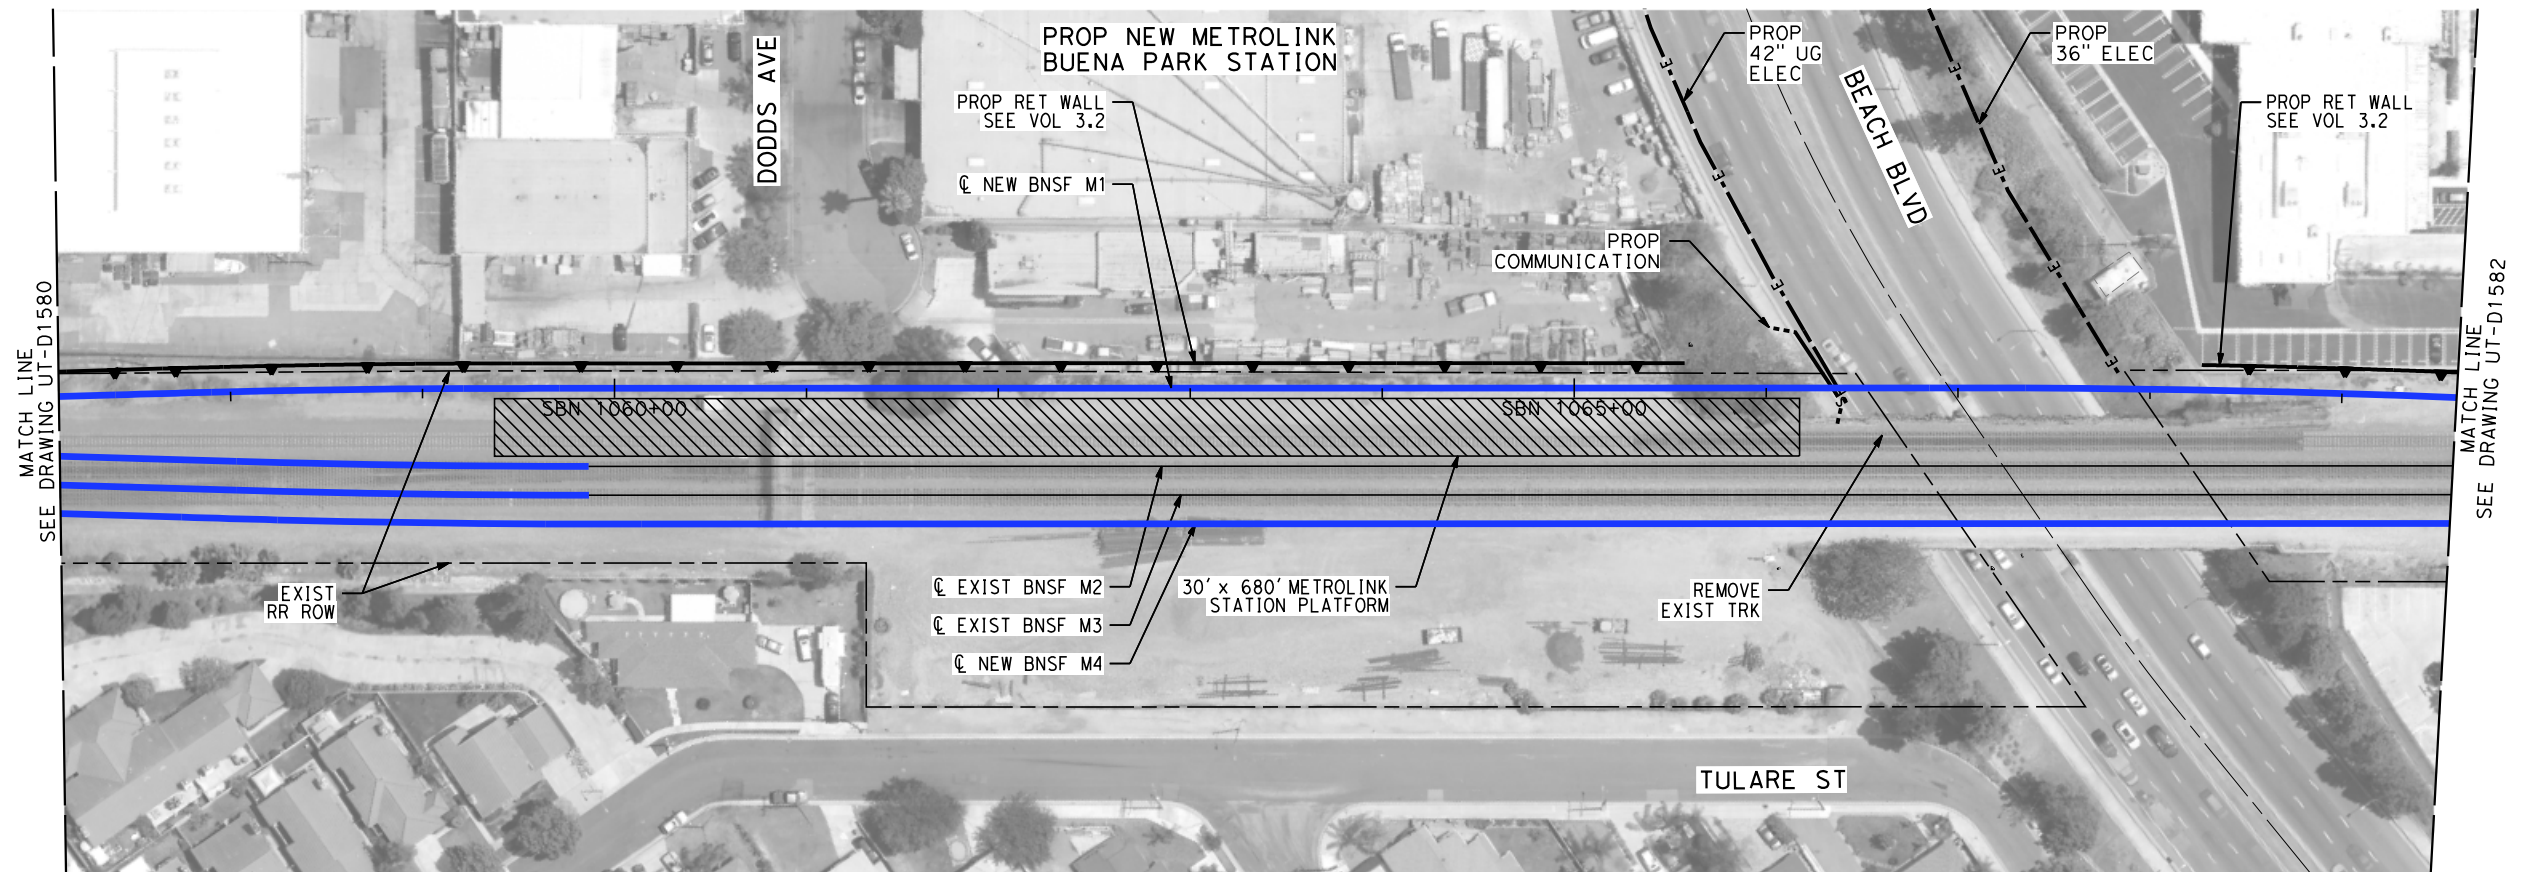 PROP NEW METROLINK
BUENA PARK STATION
DODDS AVE
PROP RET WALL
SEE VOL 3.2
℄ NEW BNSF M1
PROP
42" UG
ELEC
BEACH BLVD
PROP
36" ELEC
PROP RET WALL
SEE VOL 3.2
PROP
COMMUNICATION
E
E
E
E
E
E
E
MATCH LINE
SEE DRAWING UT-D1580
MATCH LINE
SEE DRAWING UT-D1582
SBN 1060+00
SBN 1065+00
EXIST
RR ROW
℄ EXIST BNSF M2
℄ EXIST BNSF M3
℄ NEW BNSF M4
30' x 680' METROLINK
STATION PLATFORM
REMOVE
EXIST TRK
TULARE ST